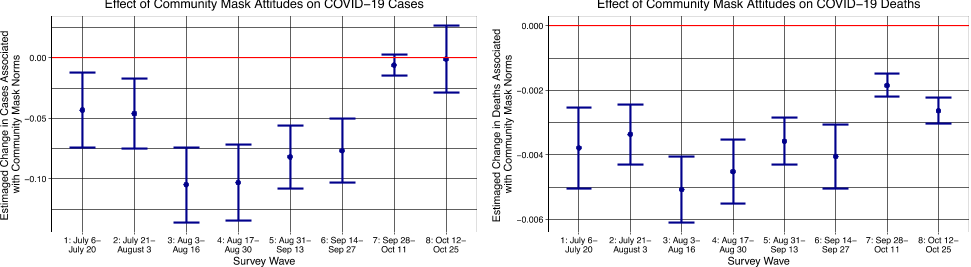 Effect of Community Mask Attitudes on COVID−19 Cases
Estimaged Change in Cases Associated
with Community Mask Norms
0.00
−0.05
−0.10
1: July 6−
July 20
2: July 21−
August 3
3: Aug 3−
Aug 16
4: Aug 17−
Aug 30
5: Aug 31−
Sep 13
6: Sep 14−
Sep 27
7: Sep 28−
Oct 11
8: Oct 12−
Oct 25
Survey Wave
Effect of Community Mask Attitudes on COVID−19 Deaths
Estimaged Change in Deaths Associated
with Community Mask Norms
0.000
−0.002
−0.004
−0.006
1: July 6−
July 20
2: July 21−
August 3
3: Aug 3−
Aug 16
4: Aug 17−
Aug 30
5: Aug 31−
Sep 13
6: Sep 14−
Sep 27
7: Sep 28−
Oct 11
8: Oct 12−
Oct 25
Survey Wave